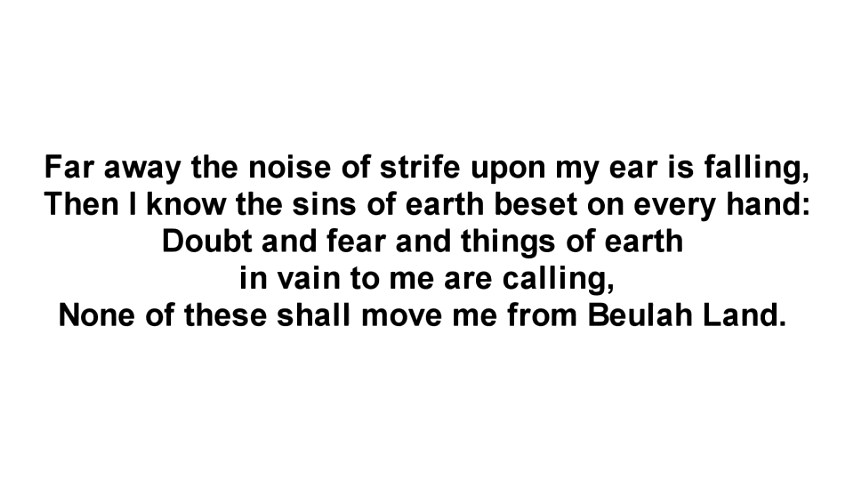 Far away the noise of strife upon my ear is falling,
Then I know the sins of earth beset on every hand:
Doubt and fear and things of earth
in vain to me are calling,
None of these shall move me from Beulah Land.